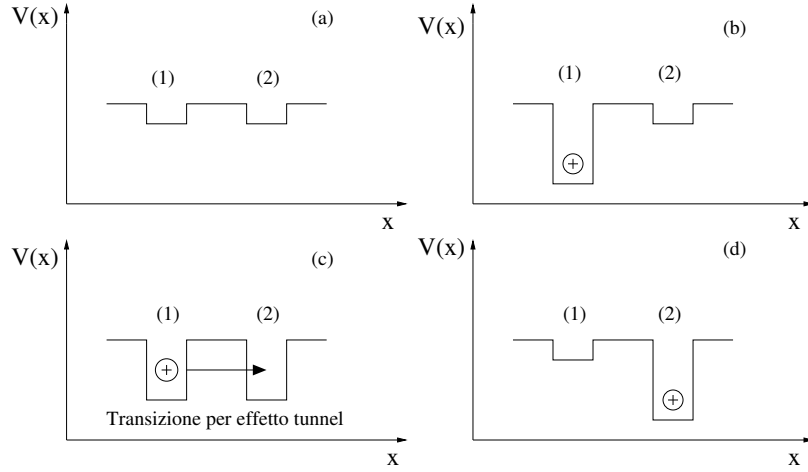 V(x)
(a)
(1)
(2)
x
V(x)
(b)
(1)
(2)
x
V(x)
(c)
(1)
(2)
Transizione per effetto tunnel
x
V(x)
(d)
(1)
(2)
x